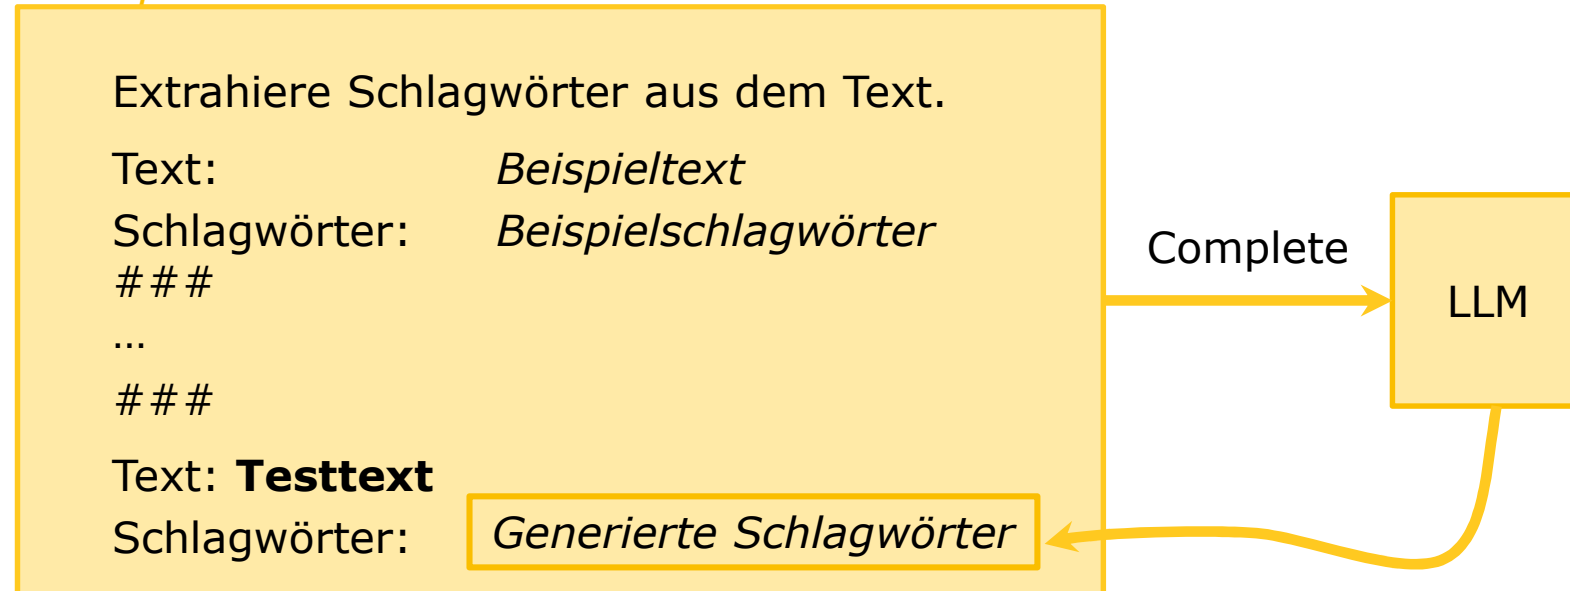 Extrahiere Schlagwörter aus dem Text.
Text: Beispieltext
Schlagwörter: Beispielschlagwörter
###
...
###
Text: Testtext
Schlagwörter: Generierte Schlagwörter
Complete
LLM